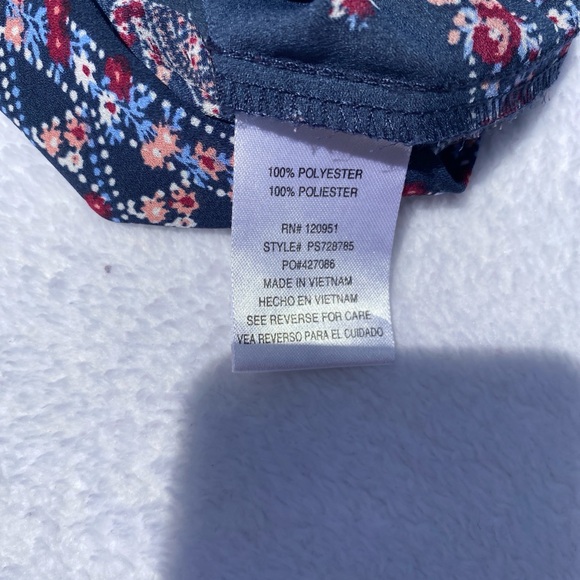 100% POLYESTER
100% POLIESTER
RN# 120951
STYLE# PS728785
PO#427086
MADE IN VIETNAM
HECHO EN VIETNAM
SEE REVERSE FOR CARE
VEA REVERSO PARA EL CUIDADO